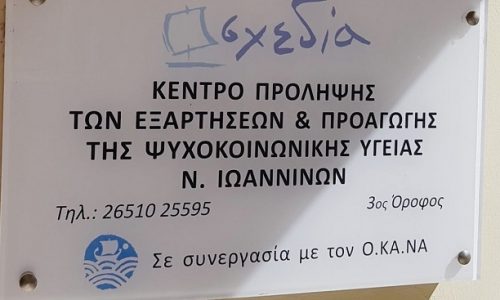 σχεδία
ΚΕΝΤΡΟ ΠΡΟΛΗΨΗΣ
ΤΩΝ ΕΞΑΡΤΗΣΕΩΝ & ΠΡΟΑΓΩΓΗΣ
ΤΗΣ ΨΥΧΟΚΟΙΝΩΝΙΚΗΣ ΥΓΕΙΑΣ
Ν. ΙΩΑΝΝΙΝΩΝ
Τηλ.: 26510 25595 3ος Όροφος
Σε συνεργασία με τον Ο.ΚΑ.ΝΑ